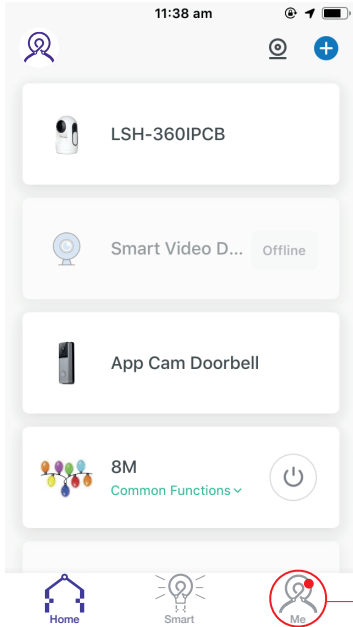 11:38 am
LSH-360IPCB
Smart Video D... Offline
App Cam Doorbell
8M
Common Functions
Home Smart Me